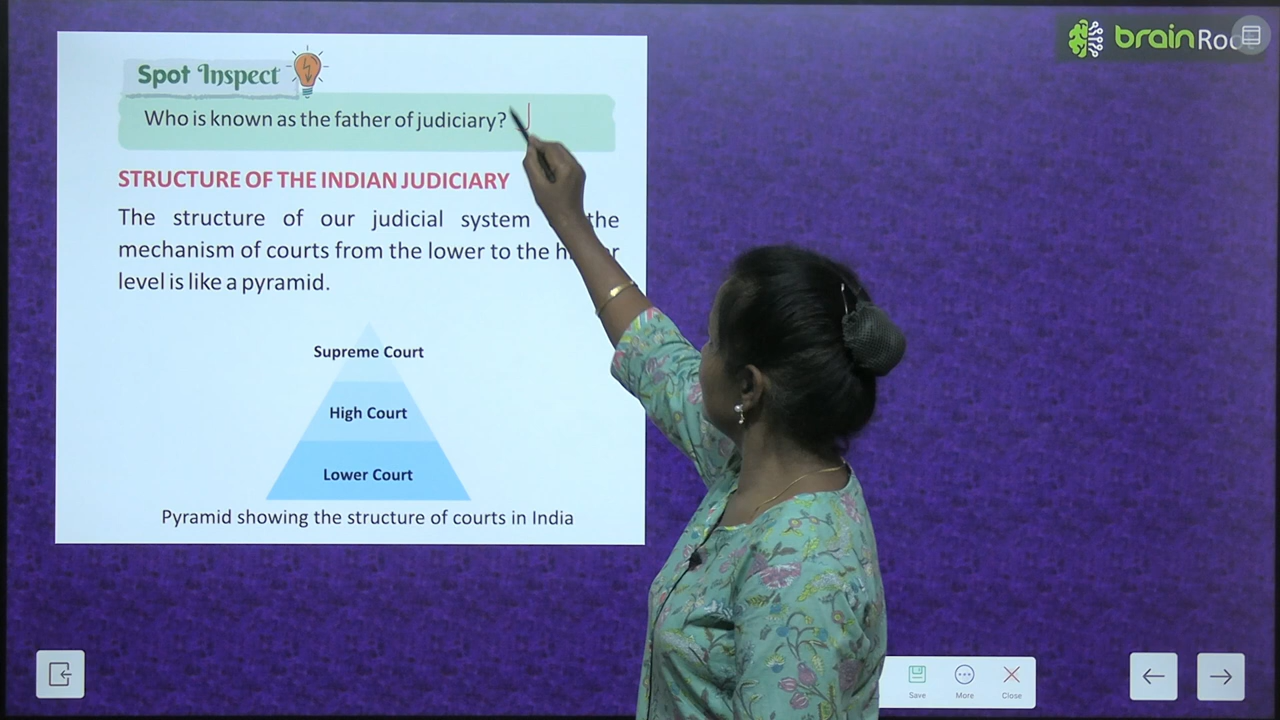 brainRoot
Spot Inspect
Who is known as the father of judiciary? J
STRUCTURE OF THE INDIAN JUDICIARY
The structure of our judicial system the
mechanism of courts from the lower to the
level is like a pyramid.
Supreme Court
High Court
Lower Court
Pyramid showing the structure of courts in India
Save More Close